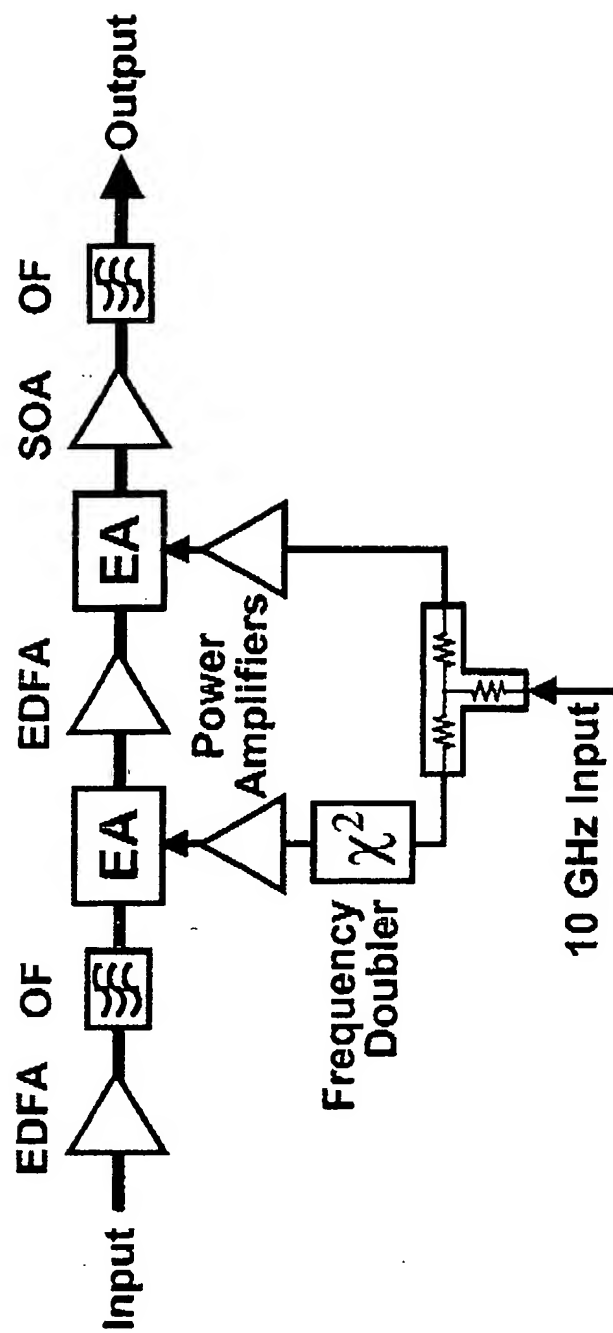 Input
EDFA
OF
EA
EDFA
EA
SOA
OF
Output
Power
Amplifiers
Frequency
Doubler
χ²
10 GHz Input